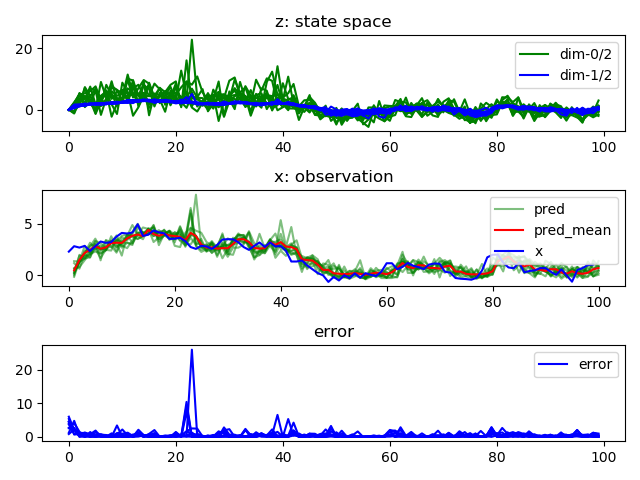 z: state space
20
0
dim-0/2
dim-1/2
0 20 40 60 80 100
x: observation
5
0
pred
pred_mean
x
0 20 40 60 80 100
error
20
10
0
error
0 20 40 60 80 100